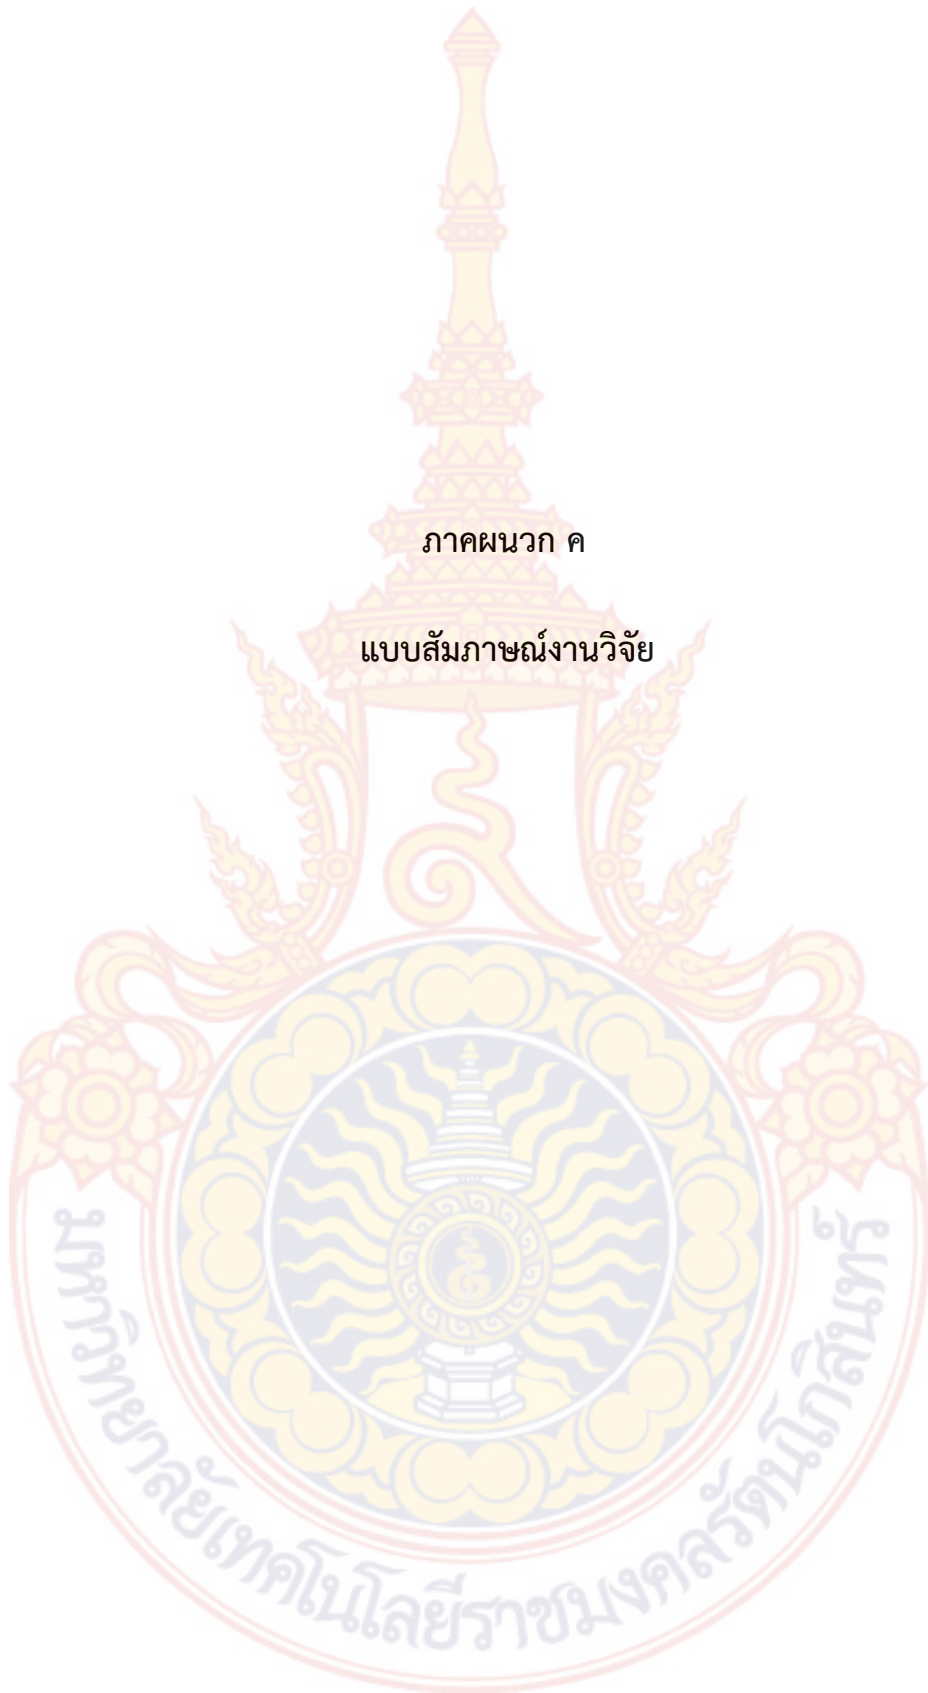 ภาคผนวก ค
แบบสัมภาษณ์งานวิจัย
มหาวิทยาลัยเทคโนโลยีราชมงคลรัตนโกสินทร์